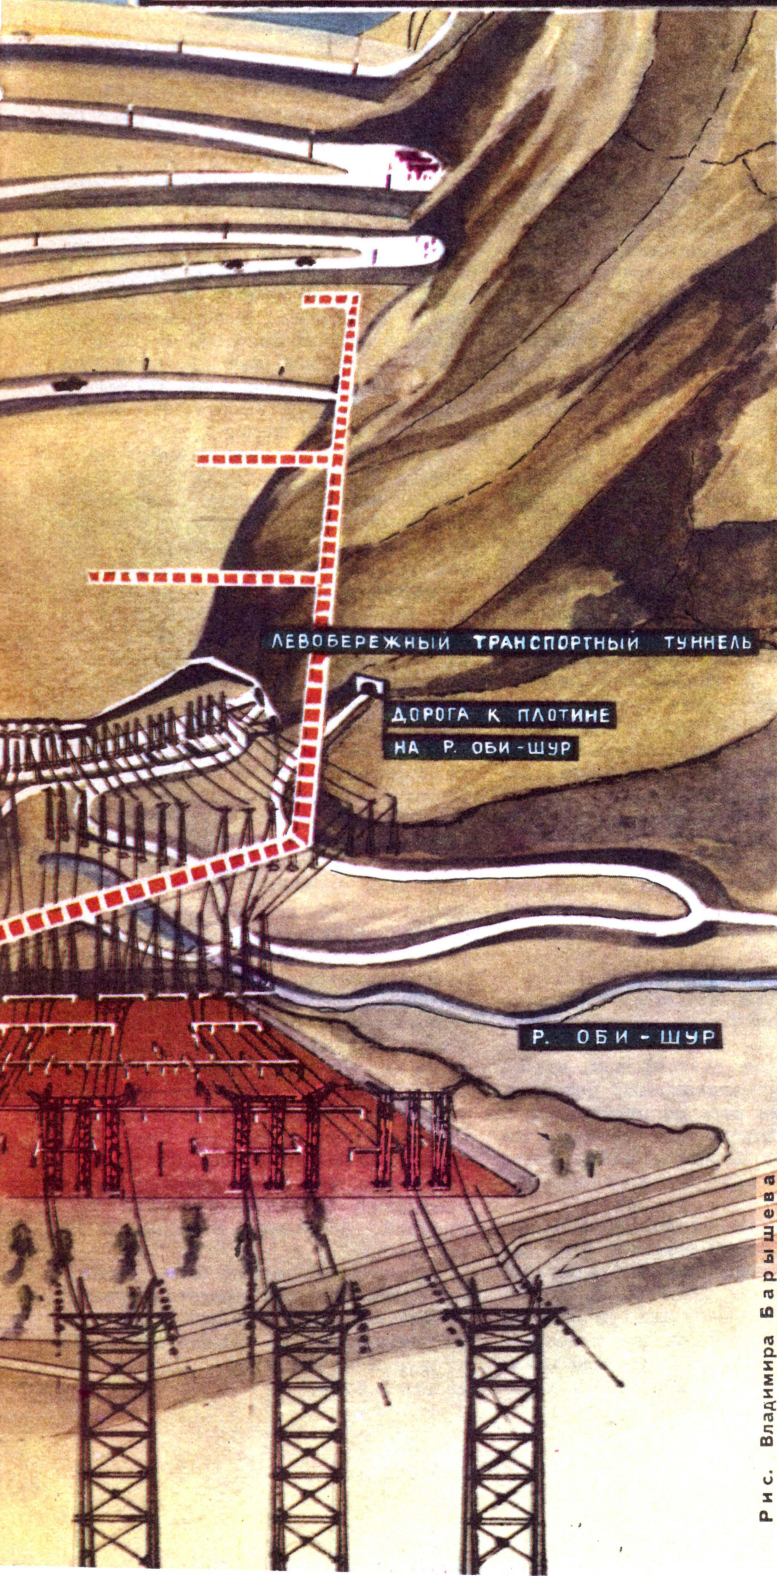 ЛЕВОБЕРЕЖНЫЙ ТРАНСПОРТНЫЙ ТУННЕЛЬ
ДОРОГА К ПЛОТИНЕ
НА Р. ОБИ-ШУР
Р. ОБИ-ШУР
Рис. Владимира Барышева